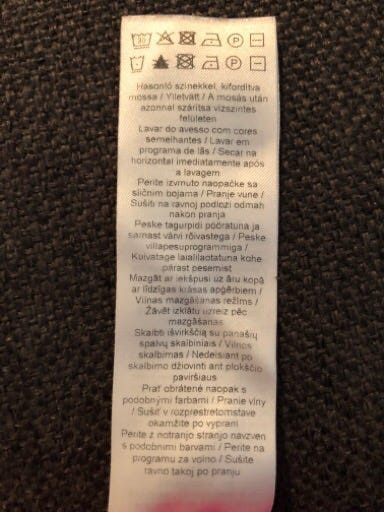 Hasonló színekkel, kifordítva
mossa / Yiletvätt / A mosás után
azonnal szárítsa vízszintes
felületen
Lavar do avesso com cores
semelhantes / Lavar em
programa de lãs / Secar na
horizontal imediatamente após
a lavagem
Perite izvrnuto naopačke sa
sličnim bojama / Pranje vune /
Sušiti na ravnoj podlozi odmah
nakon pranja
Peske tagurpidi pööratuna ja
sarnast värvi rõivastega / Peske
villapesuprogrammiga /
Kuivatage laialilaotatuna kohe
pärast pesemist
Mazgāt ar iekšpusi uz āru kopā
ar līdzīgas krāsas apģērbiem /
Vilnas mazgāšanas režīms /
Žāvēt izklātu uzreiz pēc
mazgāšanas
Skalbti išvirkščią su panašių
spalvų skalbiniais / Vilnos
skalbimas / Nedelsiant po
skalbimo džiovinti ant plokščio
paviršiaus
Prať obrátené naopak s
podobnými farbami / Pranie vlny
/ Sušiť v rozprestretomstave
okamžite po vypraní
Perite z notranjo stranjo navzven
s podobnimi barvami / Perite na
programu za volno / Sušite
ravno takoj po pranju